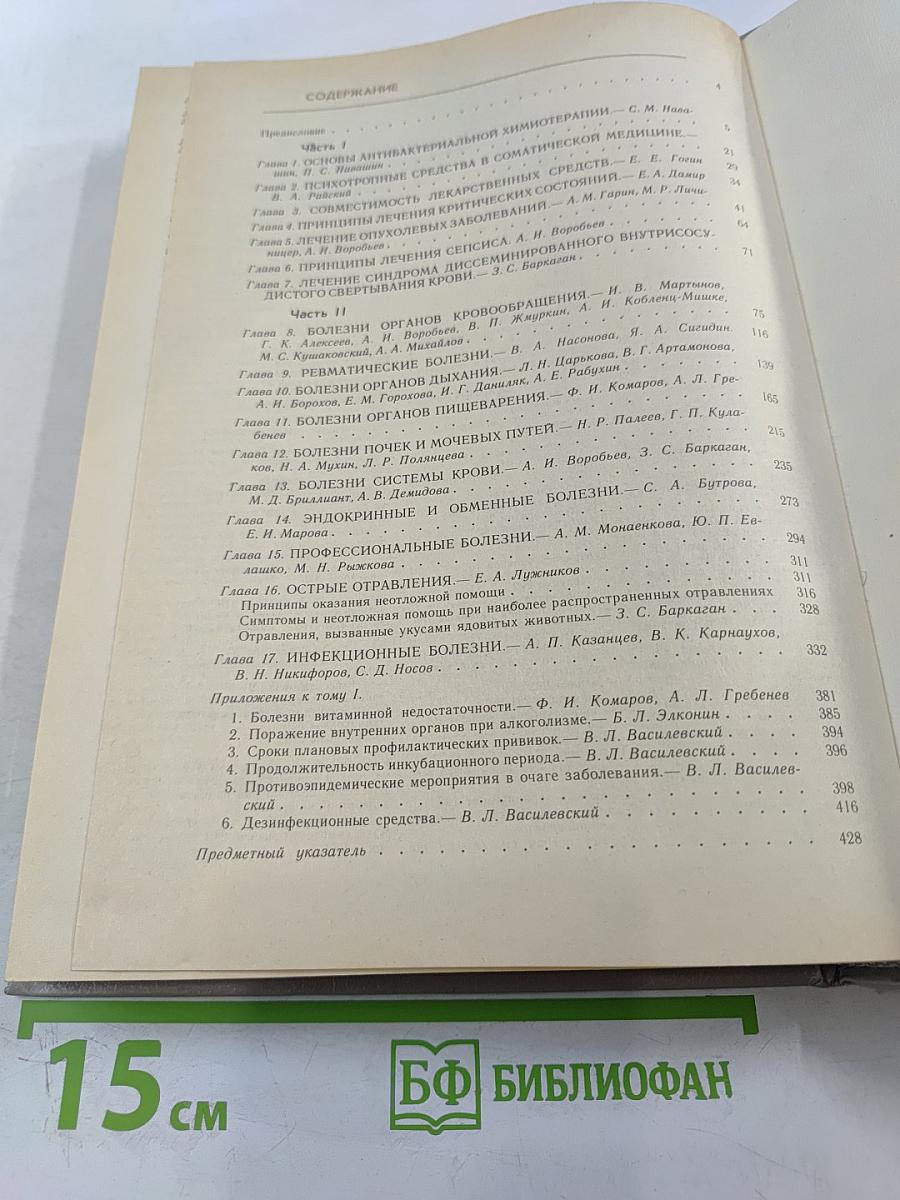 СОДЕРЖАНИЕ
Предисловие . . . 4
Часть I
Глава 1. ОСНОВЫ АНТИБАКТЕРИАЛЬНОЙ ХИМИОТЕРАПИИ.— С. М. Нава-
шин, П. С. Навашин . . . 5
Глава 2. ПСИХОТРОПНЫЕ СРЕДСТВА В СОМАТИЧЕСКОЙ МЕДИЦИНЕ.—
В. А. Райский . . . 21
Глава 3. СОВМЕСТИМОСТЬ ЛЕКАРСТВЕННЫХ СРЕДСТВ.— Е. Е. Гогин 29
Глава 4. ПРИНЦИПЫ ЛЕЧЕНИЯ КРИТИЧЕСКИХ СОСТОЯНИЙ.— Е. А. Дамир 34
Глава 5. ЛЕЧЕНИЕ ОПУХОЛЕВЫХ ЗАБОЛЕВАНИЙ.— А. М. Гарин, М. Р. Личи-
ницер, А. И. Воробьев . . . 41
Глава 6. ПРИНЦИПЫ ЛЕЧЕНИЯ СЕПСИСА. А. И. Воробьев . . . 64
Глава 7. ЛЕЧЕНИЕ СИНДРОМА ДИССЕМИНИРОВАННОГО ВНУТРИСОСУ-
ДИСТОГО СВЕРТЫВАНИЯ КРОВИ.— З. С. Баркаган . . . 71
Часть II
Глава 8. БОЛЕЗНИ ОРГАНОВ КРОВООБРАЩЕНИЯ.— И. В. Мартынов,
Г. К. Алексеев, А. И. Воробьев, В. П. Жмуркин, А. И. Кобленц-Мишке,
М. С. Кушаковский, А. А. Михайлов . . . 75
Глава 9. РЕВМАТИЧЕСКИЕ БОЛЕЗНИ.— В. А. Насонова, Я. А. Сигидин 116
Глава 10. БОЛЕЗНИ ОРГАНОВ ДЫХАНИЯ.— Л. Н. Царькова, В. Г. Артамонова,
А. И. Борохов, Е. М. Горохова, И. Г. Даниляк, А. Е. Рабухин . . . 139
Глава 11. БОЛЕЗНИ ОРГАНОВ ПИЩЕВАРЕНИЯ.— Ф. И. Комаров, А. Л. Гре-
бенев . . . 165
Глава 12. БОЛЕЗНИ ПОЧЕК И МОЧЕВЫХ ПУТЕЙ.— Н. Р. Палеев, Г. П. Кула-
ков, Н. А. Мухин, Л. Р. Полянцева . . . 215
Глава 13. БОЛЕЗНИ СИСТЕМЫ КРОВИ.— А. И. Воробьев, З. С. Баркаган,
М. Д. Бриллиант, А. В. Демидова . . . 235
Глава 14. ЭНДОКРИННЫЕ И ОБМЕННЫЕ БОЛЕЗНИ.— С. А. Бутрова,
Е. И. Марова . . . 273
Глава 15. ПРОФЕССИОНАЛЬНЫЕ БОЛЕЗНИ.— А. М. Монаенкова, Ю. П. Ев-
лашко, М. Н. Рыжкова . . . 294
Глава 16. ОСТРЫЕ ОТРАВЛЕНИЯ.— Е. А. Лужников . . . 311
Принципы оказания неотложной помощи . . . 311
Симптомы и неотложная помощь при наиболее распространенных отравлениях 316
Отравления, вызванные укусами ядовитых животных.— З. С. Баркаган . . . 328
Глава 17. ИНФЕКЦИОННЫЕ БОЛЕЗНИ.— А. П. Казанцев, В. К. Карнаухов,
В. Н. Никифоров, С. Д. Носов . . . 332
Приложения к тому I.
1. Болезни витаминной недостаточности.— Ф. И. Комаров, А. Л. Гребенев 381
2. Поражение внутренних органов при алкоголизме.— Б. Л. Элконин . . . 385
3. Сроки плановых профилактических прививок.— В. Л. Василевский . . . 394
4. Продолжительность инкубационного периода.— В. Л. Василевский . . . 396
5. Противоэпидемические мероприятия в очаге заболевания.— В. Л. Василев-
ский . . . 398
6. Дезинфекционные средства.— В. Л. Василевский . . . 416
Предметный указатель . . . 428
15 см
БФ БИБЛИОФАН